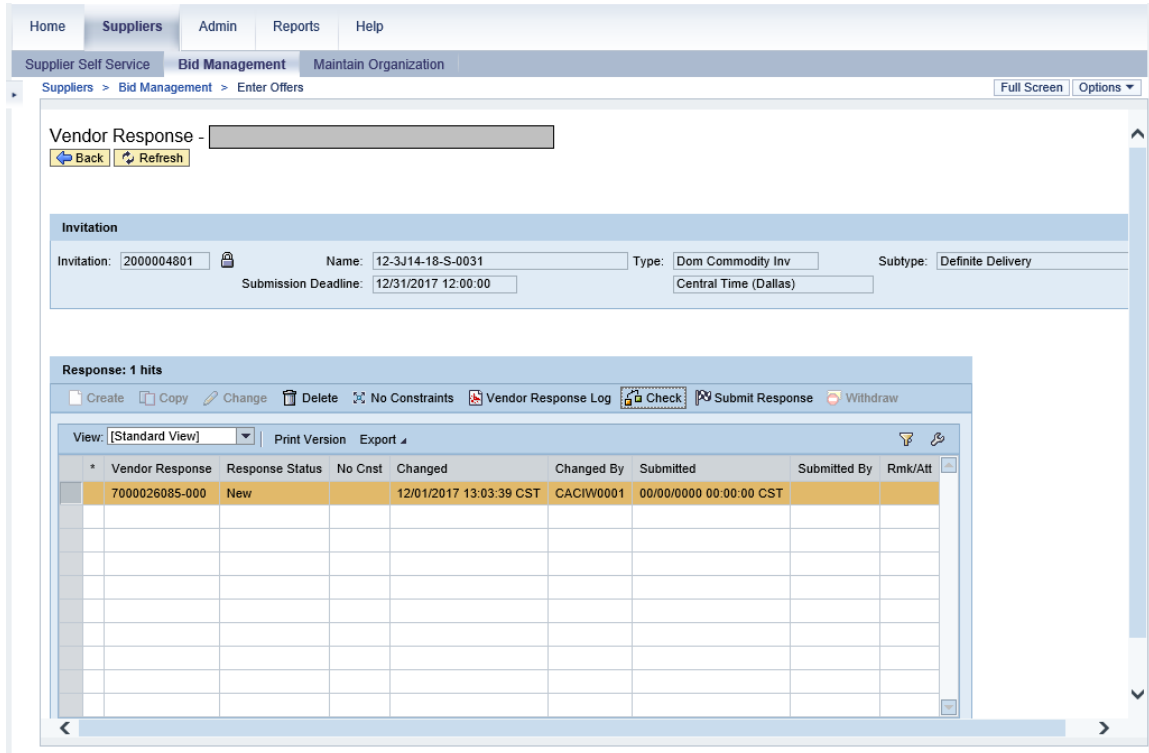 Home Suppliers Admin Reports Help
Supplier Self Service Bid Management Maintain Organization
Suppliers > Bid Management > Enter Offers Full Screen Options
Vendor Response -
Back Refresh
Invitation
Invitation: 2000004801 Name: 12-3J14-18-S-0031 Type: Dom Commodity Inv Subtype: Definite Delivery
Submission Deadline: 12/31/2017 12:00:00 Central Time (Dallas)
Response: 1 hits
Create Copy Change Delete No Constraints Vendor Response Log Check Submit Response Withdraw
View: [Standard View] Print Version Export
* Vendor Response Response Status No Cnst Changed Changed By Submitted Submitted By Rmk/Att
7000026085-000 New 12/01/2017 13:03:39 CST CACIW0001 00/00/0000 00:00:00 CST